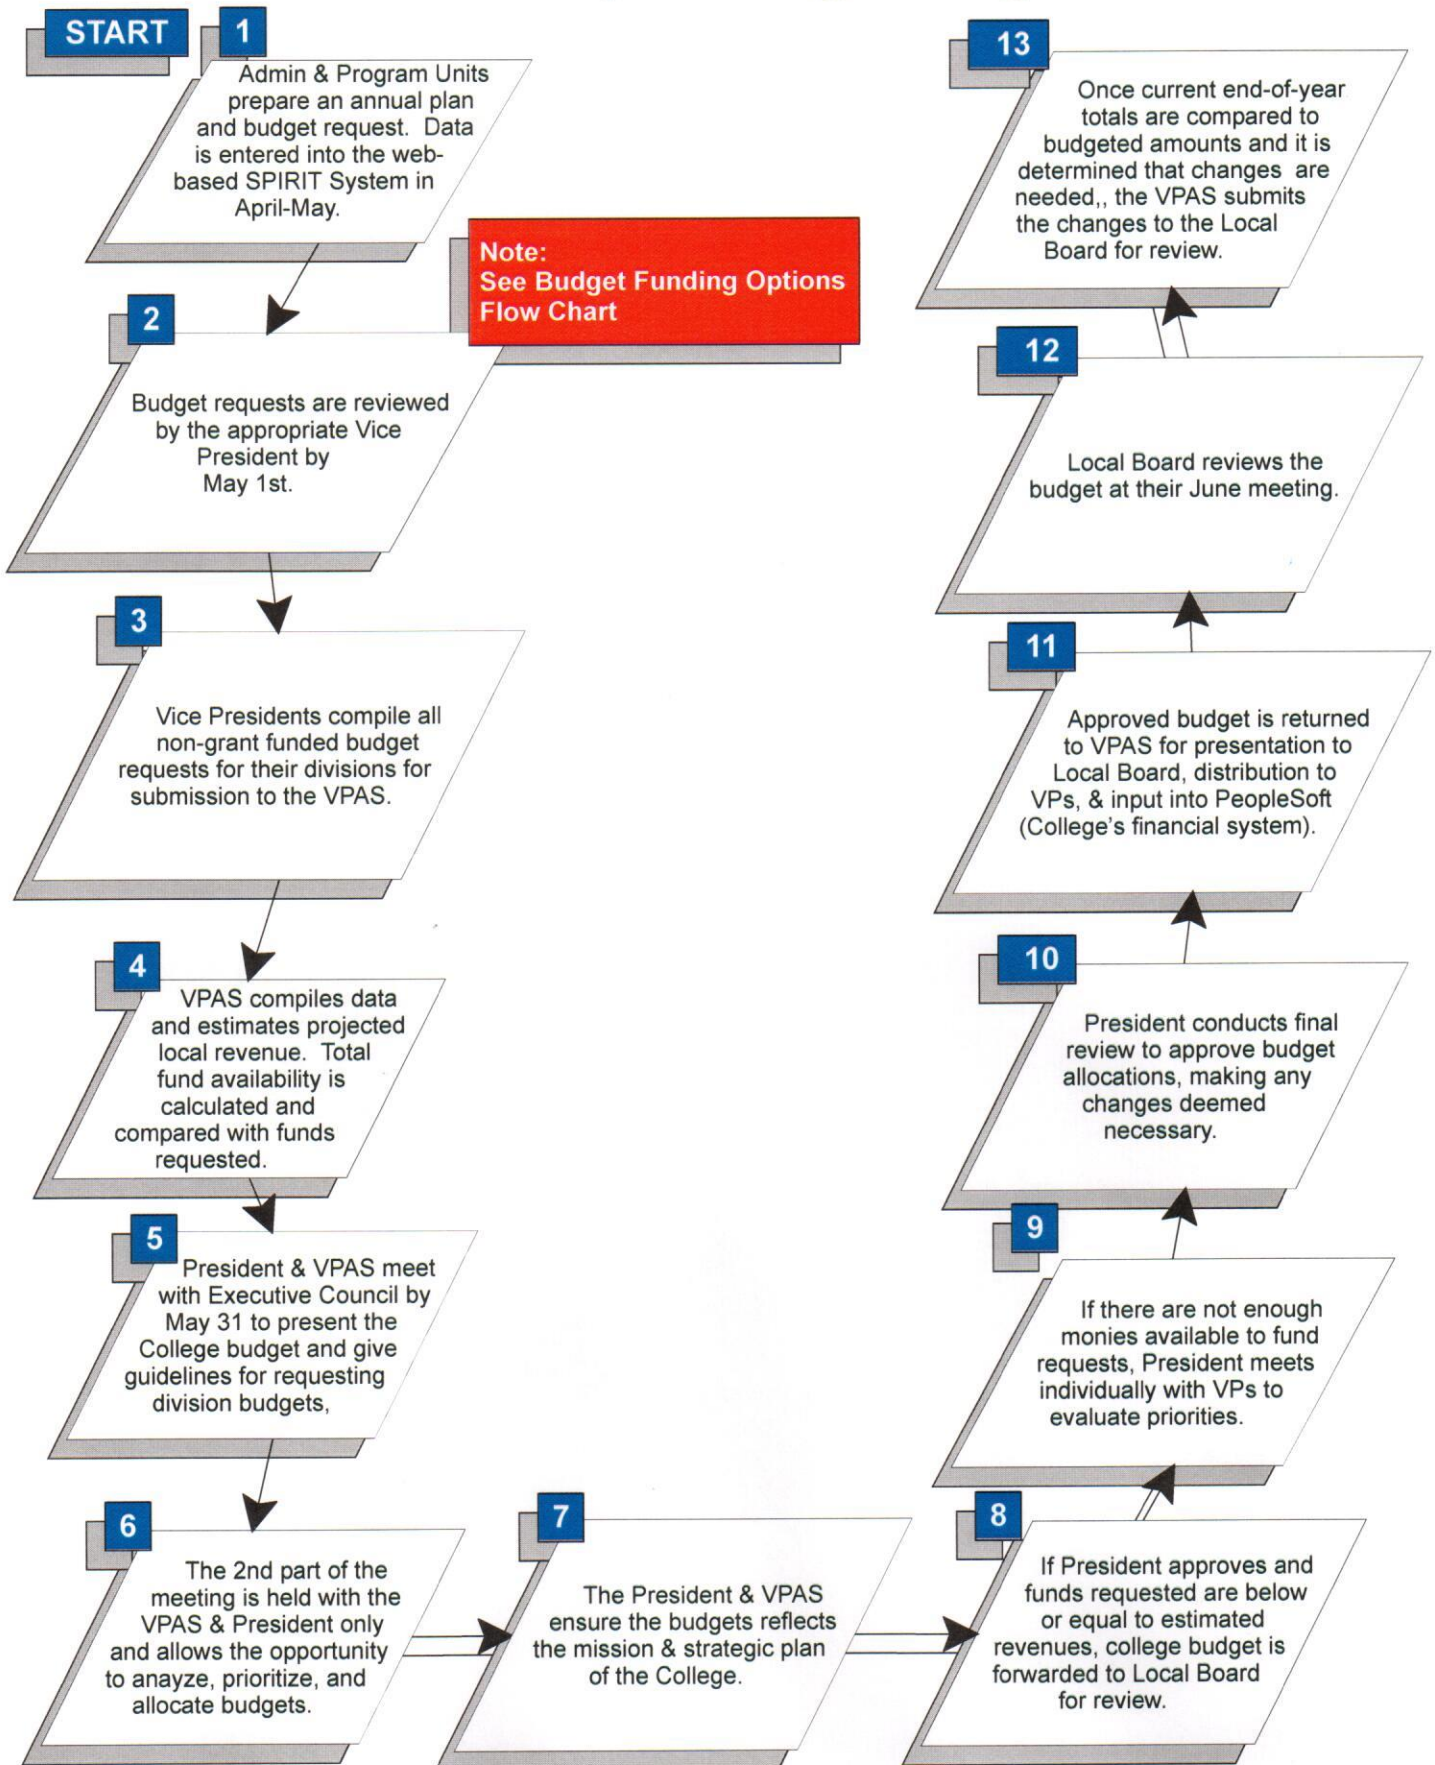 START
1
Admin & Program Units
prepare an annual plan
and budget request. Data
is entered into the web-
based SPIRIT System in
April-May.
Note:
See Budget Funding Options
Flow Chart
2
Budget requests are reviewed
by the appropriate Vice
President by
May 1st.
3
Vice Presidents compile all
non-grant funded budget
requests for their divisions for
submission to the VPAS.
4
VPAS compiles data
and estimates projected
local revenue. Total
fund availability is
calculated and
compared with funds
requested.
5
President & VPAS meet
with Executive Council by
May 31 to present the
College budget and give
guidelines for requesting
division budgets,
6
The 2nd part of the
meeting is held with the
VPAS & President only
and allows the opportunity
to anayze, prioritize, and
allocate budgets.
7
The President & VPAS
ensure the budgets reflects
the mission & strategic plan
of the College.
8
If President approves and
funds requested are below
or equal to estimated
revenues, college budget is
forwarded to Local Board
for review.
9
If there are not enough
monies available to fund
requests, President meets
individually with VPs to
evaluate priorities.
10
President conducts final
review to approve budget
allocations, making any
changes deemed
necessary.
11
Approved budget is returned
to VPAS for presentation to
Local Board, distribution to
VPs, & input into PeopleSoft
(College's financial system).
12
Local Board reviews the
budget at their June meeting.
13
Once current end-of-year
totals are compared to
budgeted amounts and it is
determined that changes are
needed,, the VPAS submits
the changes to the Local
Board for review.